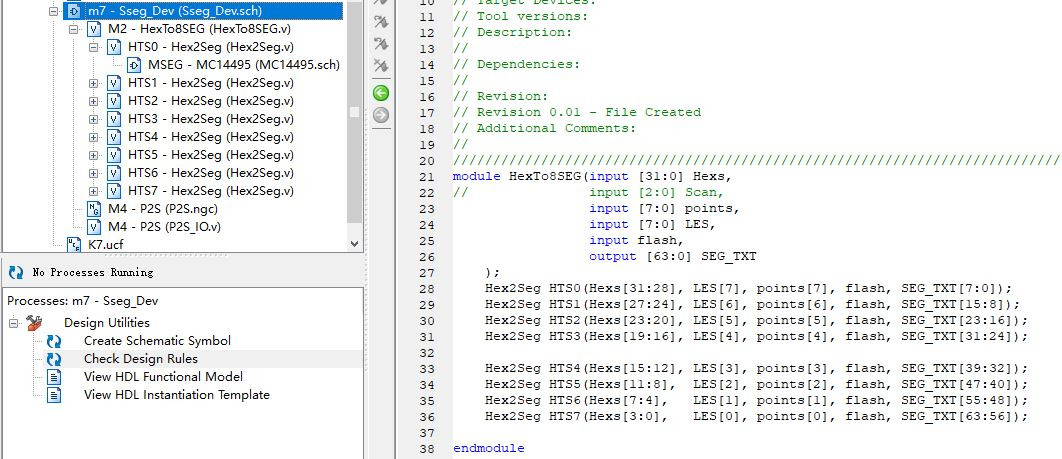 m7 - Sseg_Dev (Sseg_Dev.sch)
M2 - HexTo8SEG (HexTo8SEG.v)
HTS0 - Hex2Seg (Hex2Seg.v)
MSEG - MC14495 (MC14495.sch)
HTS1 - Hex2Seg (Hex2Seg.v)
HTS2 - Hex2Seg (Hex2Seg.v)
HTS3 - Hex2Seg (Hex2Seg.v)
HTS4 - Hex2Seg (Hex2Seg.v)
HTS5 - Hex2Seg (Hex2Seg.v)
HTS6 - Hex2Seg (Hex2Seg.v)
HTS7 - Hex2Seg (Hex2Seg.v)
M4 - P2S (P2S.ngc)
M4 - P2S (P2S_IO.v)
K7.ucf
No Processes Running
Processes: m7 - Sseg_Dev
Design Utilities
Create Schematic Symbol
Check Design Rules
View HDL Functional Model
View HDL Instantiation Template
10 // Target Devices:
11 // Tool versions:
12 // Description:
13 //
14 // Dependencies:
15 //
16 // Revision:
17 // Revision 0.01 - File Created
18 // Additional Comments:
19 //
20 ////////////////////////////////////////////////////////////////////////////
21 module HexTo8SEG(input [31:0] Hexs,
22 //               input [2:0] Scan,
23                  input [7:0] points,
24                  input [7:0] LES,
25                  input flash,
26                  output [63:0] SEG_TXT
27     );
28     Hex2Seg HTS0(Hexs[31:28], LES[7], points[7], flash, SEG_TXT[7:0]);
29     Hex2Seg HTS1(Hexs[27:24], LES[6], points[6], flash, SEG_TXT[15:8]);
30     Hex2Seg HTS2(Hexs[23:20], LES[5], points[5], flash, SEG_TXT[23:16]);
31     Hex2Seg HTS3(Hexs[19:16], LES[4], points[4], flash, SEG_TXT[31:24]);
32
33     Hex2Seg HTS4(Hexs[15:12], LES[3], points[3], flash, SEG_TXT[39:32]);
34     Hex2Seg HTS5(Hexs[11:8],  LES[2], points[2], flash, SEG_TXT[47:40]);
35     Hex2Seg HTS6(Hexs[7:4],   LES[1], points[1], flash, SEG_TXT[55:48]);
36     Hex2Seg HTS7(Hexs[3:0],   LES[0], points[0], flash, SEG_TXT[63:56]);
37
38 endmodule